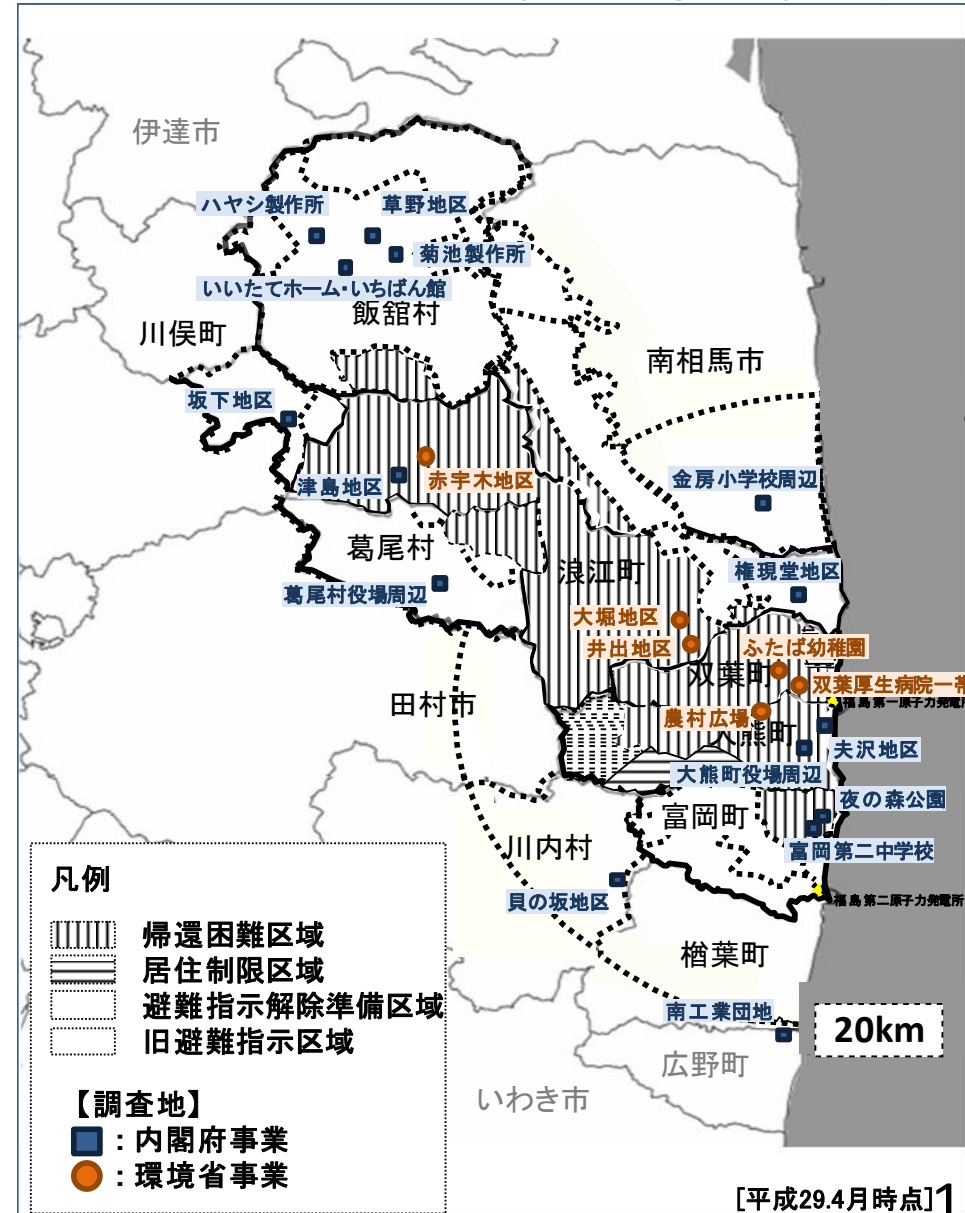 伊達市
ハヤシ製作所
草野地区
菊池製作所
いいたてホーム・いちばん館
飯舘村
川俣町
南相馬市
坂下地区
津島地区
赤宇木地区
金房小学校周辺
葛尾村
浪江町
権現堂地区
葛尾村役場周辺
大堀地区
井出地区
ふたば幼稚園
双葉町
双葉厚生病院一帯
福島第一原子力発電所
田村市
農村広場
大熊町
夫沢地区
大熊町役場周辺
夜の森公園
富岡町
川内村
富岡第二中学校
貝の坂地区
福島第二原子力発電所
楢葉町
南工業団地
20km
広野町
いわき市
凡例
帰還困難区域
居住制限区域
避難指示解除準備区域
旧避難指示区域
【調査地】
：内閣府事業
：環境省事業
[平成29.4月時点]1